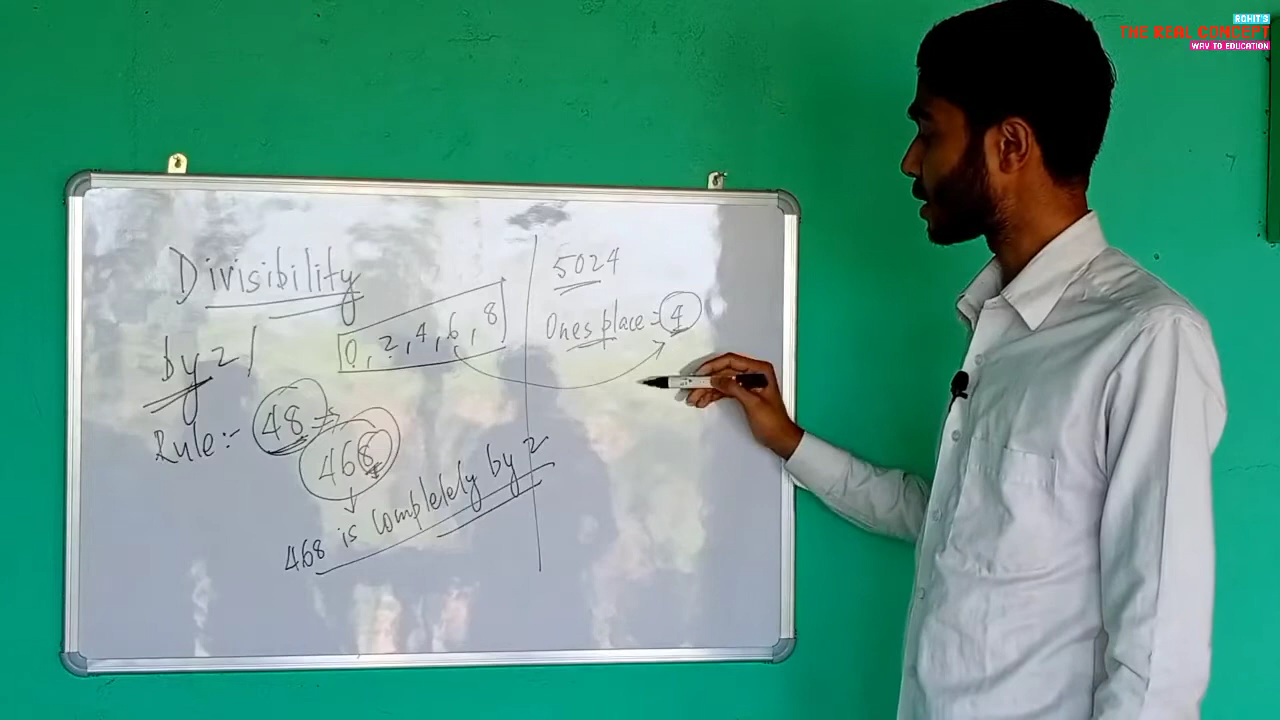 ROHIT'S
THE REAL CONCEPT
WAY TO EDUCATION
Divisibility
by 2
0, 2, 4, 6, 8
Rule:- 48 =
468
468 is completely by 2
5024
Ones place = 4